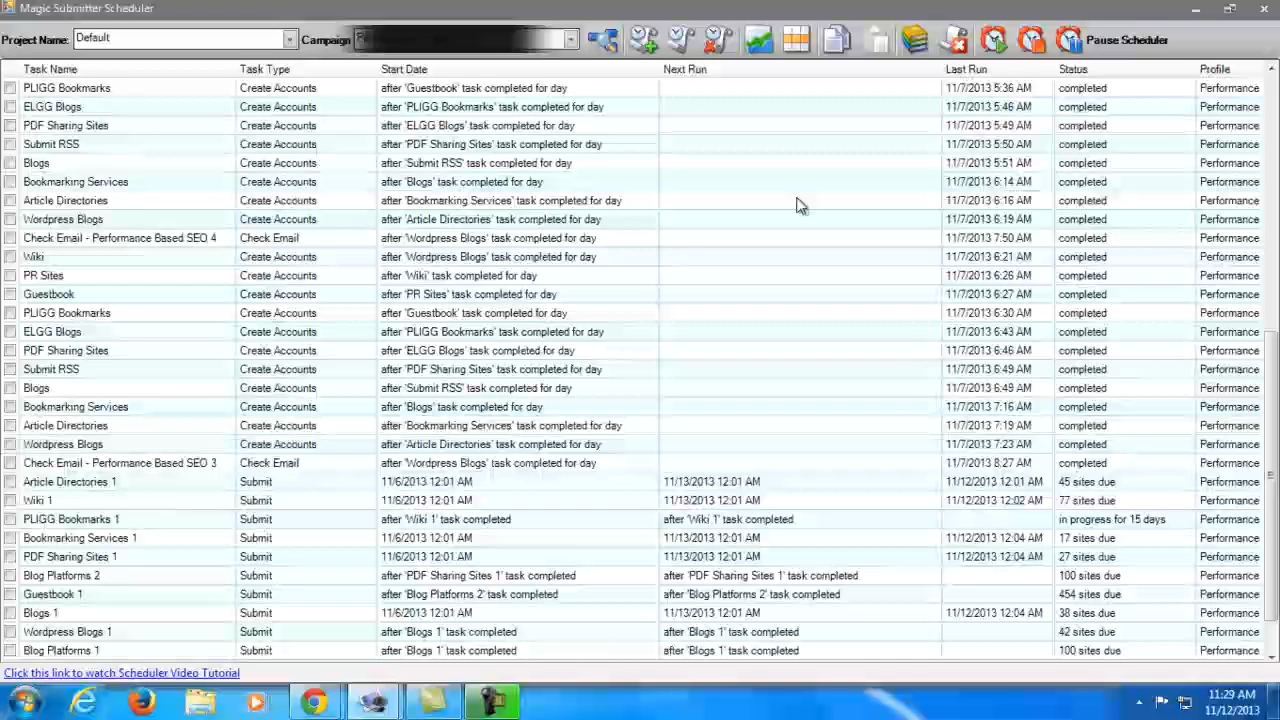 Magic Submitter Scheduler
Project Name: Default Campaign Pause Scheduler
Task Name Task Type Start Date Next Run Last Run Status Profile
PLIGG Bookmarks Create Accounts after 'Guestbook' task completed for day 11/7/2013 5:36 AM completed Performance
ELGG Blogs Create Accounts after 'PLIGG Bookmarks' task completed for day 11/7/2013 5:46 AM completed Performance
PDF Sharing Sites Create Accounts after 'ELGG Blogs' task completed for day 11/7/2013 5:49 AM completed Performance
Submit RSS Create Accounts after 'PDF Sharing Sites' task completed for day 11/7/2013 5:50 AM completed Performance
Blogs Create Accounts after 'Submit RSS' task completed for day 11/7/2013 5:51 AM completed Performance
Bookmarking Services Create Accounts after 'Blogs' task completed for day 11/7/2013 6:14 AM completed Performance
Article Directories Create Accounts after 'Bookmarking Services' task completed for day 11/7/2013 6:16 AM completed Performance
Wordpress Blogs Create Accounts after 'Article Directories' task completed for day 11/7/2013 6:19 AM completed Performance
Check Email - Performance Based SEO 4 Check Email after 'Wordpress Blogs' task completed for day 11/7/2013 7:50 AM completed Performance
Wiki Create Accounts after 'Wordpress Blogs' task completed for day 11/7/2013 6:21 AM completed Performance
PR Sites Create Accounts after 'Wiki' task completed for day 11/7/2013 6:26 AM completed Performance
Guestbook Create Accounts after 'PR Sites' task completed for day 11/7/2013 6:27 AM completed Performance
PLIGG Bookmarks Create Accounts after 'Guestbook' task completed for day 11/7/2013 6:30 AM completed Performance
ELGG Blogs Create Accounts after 'PLIGG Bookmarks' task completed for day 11/7/2013 6:43 AM completed Performance
PDF Sharing Sites Create Accounts after 'ELGG Blogs' task completed for day 11/7/2013 6:46 AM completed Performance
Submit RSS Create Accounts after 'PDF Sharing Sites' task completed for day 11/7/2013 6:49 AM completed Performance
Blogs Create Accounts after 'Submit RSS' task completed for day 11/7/2013 6:49 AM completed Performance
Bookmarking Services Create Accounts after 'Blogs' task completed for day 11/7/2013 7:16 AM completed Performance
Article Directories Create Accounts after 'Bookmarking Services' task completed for day 11/7/2013 7:19 AM completed Performance
Wordpress Blogs Create Accounts after 'Article Directories' task completed for day 11/7/2013 7:23 AM completed Performance
Check Email - Performance Based SEO 3 Check Email after 'Wordpress Blogs' task completed for day 11/7/2013 8:27 AM completed Performance
Article Directories 1 Submit 11/6/2013 12:01 AM 11/13/2013 12:01 AM 11/12/2013 12:01 AM 45 sites due Performance
Wiki 1 Submit 11/6/2013 12:01 AM 11/13/2013 12:01 AM 11/12/2013 12:02 AM 77 sites due Performance
PLIGG Bookmarks 1 Submit after 'Wiki 1' task completed after 'Wiki 1' task completed in progress for 15 days Performance
Bookmarking Services 1 Submit 11/6/2013 12:01 AM 11/13/2013 12:01 AM 11/12/2013 12:04 AM 17 sites due Performance
PDF Sharing Sites 1 Submit 11/6/2013 12:01 AM 11/13/2013 12:01 AM 11/12/2013 12:04 AM 27 sites due Performance
Blog Platforms 2 Submit after 'PDF Sharing Sites 1' task completed after 'PDF Sharing Sites 1' task completed 100 sites due Performance
Guestbook 1 Submit after 'Blog Platforms 2' task completed after 'Blog Platforms 2' task completed 454 sites due Performance
Blogs 1 Submit 11/6/2013 12:01 AM 11/13/2013 12:01 AM 11/12/2013 12:04 AM 38 sites due Performance
Wordpress Blogs 1 Submit after 'Blogs 1' task completed after 'Blogs 1' task completed 42 sites due Performance
Blog Platforms 1 Submit after 'Blogs 1' task completed after 'Blogs 1' task completed 100 sites due Performance
Click this link to watch Scheduler Video Tutorial
11:29 AM
11/12/2013